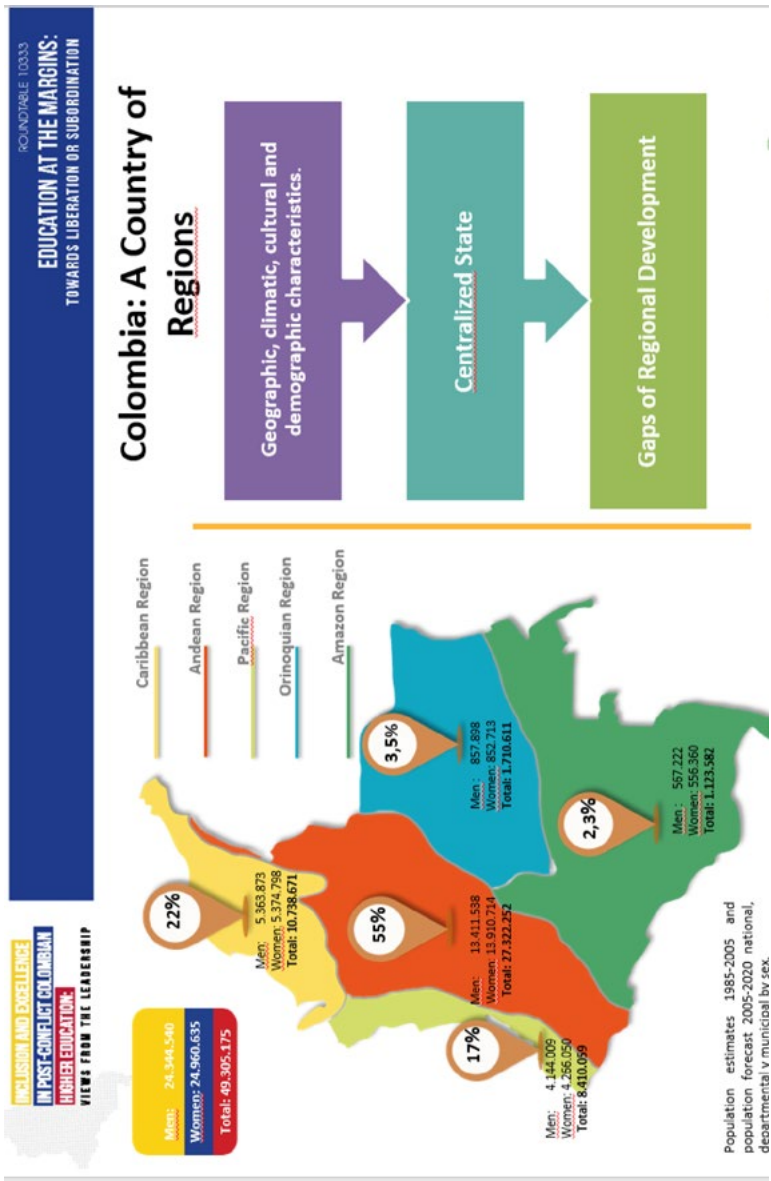 INCLUSION AND EXCELLENCE
IN POST-CONFLICT COLOMBIAN
HIGHER EDUCATION:
VIEWS FROM THE LEADERSHIP
ROUNDTABLE 10333
EDUCATION AT THE MARGINS:
TOWARDS LIBERATION OR SUBORDINATION
Men: 24.344.540
Women: 24.960.635
Total: 49.305.175
22%
Men: 5.363.873
Women: 5.374.798
Total: 10.738.671
55%
Men: 13.411.538
Women: 13.910.714
Total: 27.322.252
17%
Men: 4.144.009
Women: 4.266.050
Total: 8.410.059
3,5%
Men : 857.898
Women: 852.713
Total: 1.710.611
2,3%
Men : 567.222
Women: 556.360
Total: 1.123.582
Caribbean Region
Andean Region
Pacific Region
Orinoquian Region
Amazon Region
Population estimates 1985-2005 and
population forecast 2005-2020 national,
departmental y municipal by sex.
Colombia: A Country of
Regions
Geographic, climatic, cultural and
demographic characteristics.
Centralized State
Gaps of Regional Development